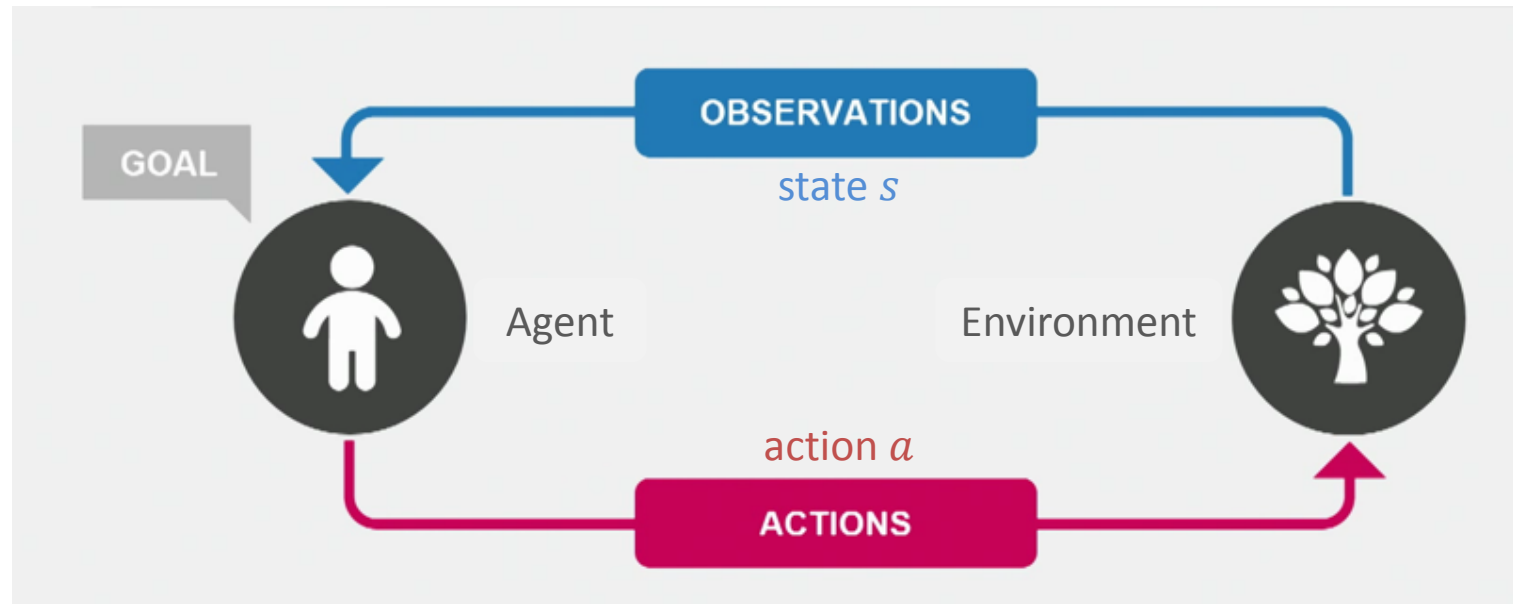 OBSERVATIONS
GOAL
state s
Agent
Environment
action a
ACTIONS